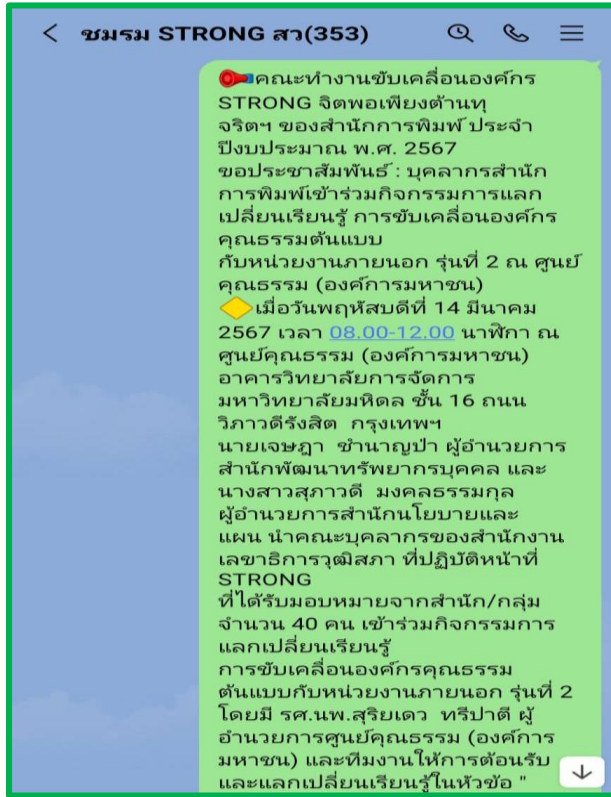 ชมรม STRONG สว(353)
คณะทำงานขับเคลื่อนองค์กร
STRONG จิตพอเพียงต้านทุ
จริตฯ ของสำนักการพิมพ์ ประจำ
ปีงบประมาณ พ.ศ. 2567
ขอประชาสัมพันธ์ : บุคลากรสำนัก
การพิมพ์เข้าร่วมกิจกรรมการแลก
เปลี่ยนเรียนรู้ การขับเคลื่อนองค์กร
คุณธรรมต้นแบบ
กับหน่วยงานภายนอก รุ่นที่ 2 ณ ศูนย์
คุณธรรม (องค์การมหาชน)
เมื่อวันพฤหัสบดีที่ 14 มีนาคม
2567 เวลา 08.00-12.00 นาฬิกา ณ
ศูนย์คุณธรรม (องค์การมหาชน)
อาคารวิทยาลัยการจัดการ
มหาวิทยาลัยมหิดล ชั้น 16 ถนน
วิภาวดีรังสิต กรุงเทพฯ
นายเจษฎา ชำนาญป่า ผู้อำนวยการ
สำนักพัฒนาทรัพยากรบุคคล และ
นางสาวสุภาวดี มงคลธรรมกุล
ผู้อำนวยการสำนักนโยบายและ
แผน นำคณะบุคลากรของสำนักงาน
เลขาธิการวุฒิสภา ที่ปฏิบัติหน้าที่
STRONG
ที่ได้รับมอบหมายจากสำนัก/กลุ่ม
จำนวน 40 คน เข้าร่วมกิจกรรมการ
แลกเปลี่ยนเรียนรู้
การขับเคลื่อนองค์กรคุณธรรม
ต้นแบบกับหน่วยงานภายนอก รุ่นที่ 2
โดยมี รศ.นพ.สุริยเดว ทรีปาตี ผู้
อำนวยการศูนย์คุณธรรม (องค์การ
มหาชน) และทีมงานให้การต้อนรับ
และแลกเปลี่ยนเรียนรู้ในหัวข้อ "